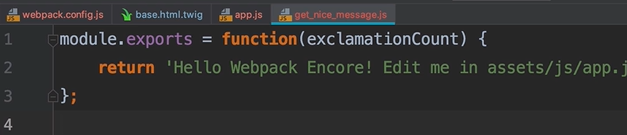 webpack.config.js base.html.twig app.js get_nice_message.js
1 module.exports = function(exclamationCount) {
2 return 'Hello Webpack Encore! Edit me in assets/js/app.j
3 };
4